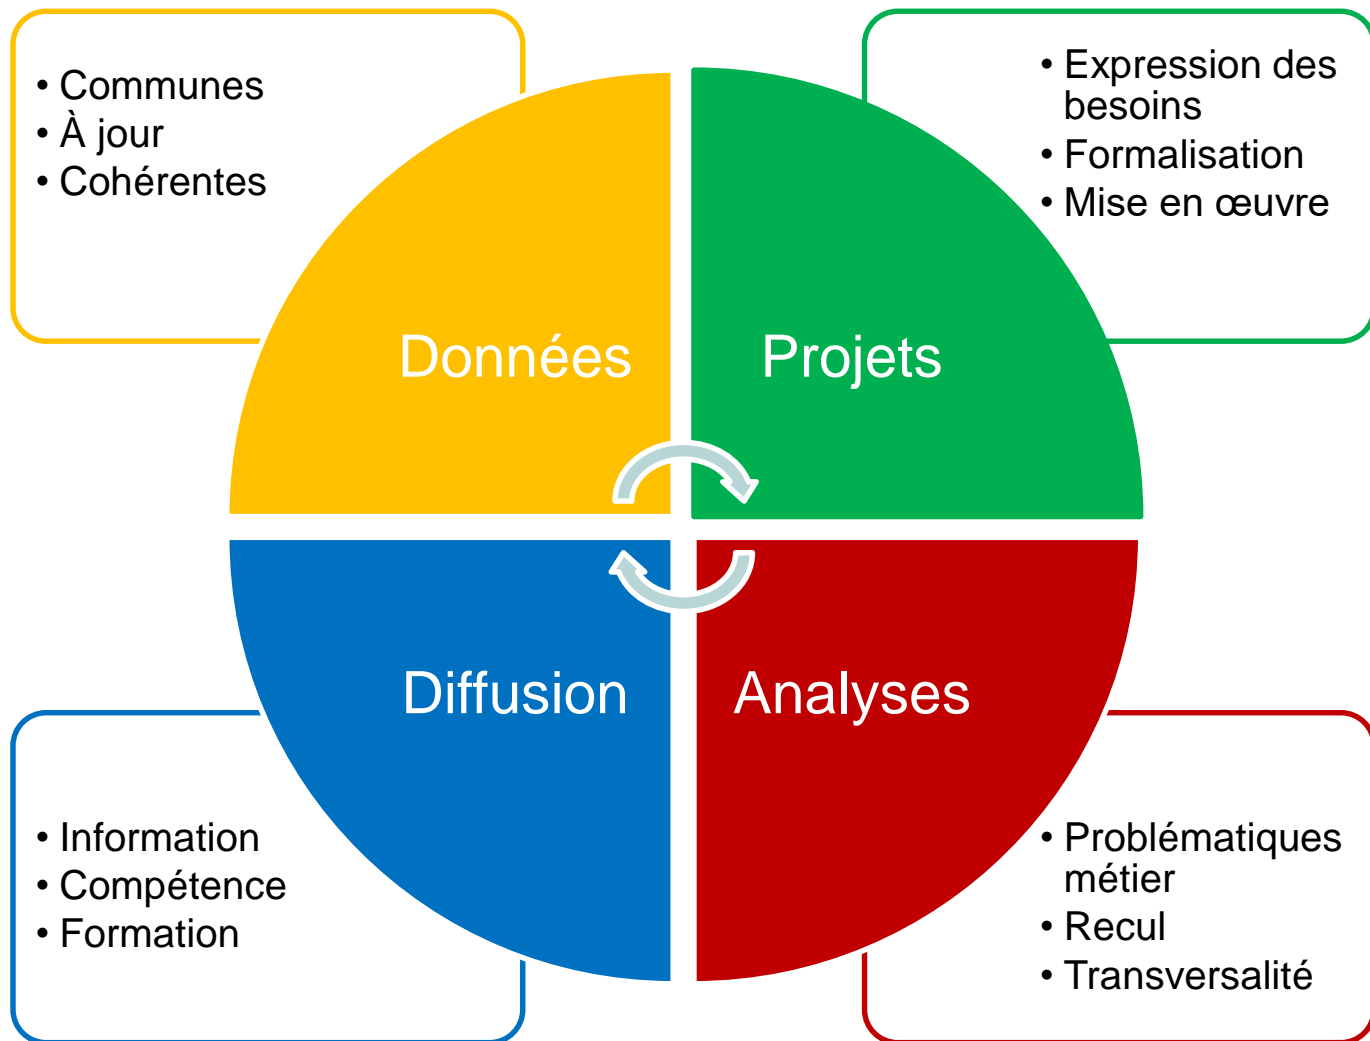 • Communes
• À jour
• Cohérentes
• Expression des
besoins
• Formalisation
• Mise en œuvre
Données
Projets
Diffusion
Analyses
• Information
• Compétence
• Formation
• Problématiques
métier
• Recul
• Transversalité